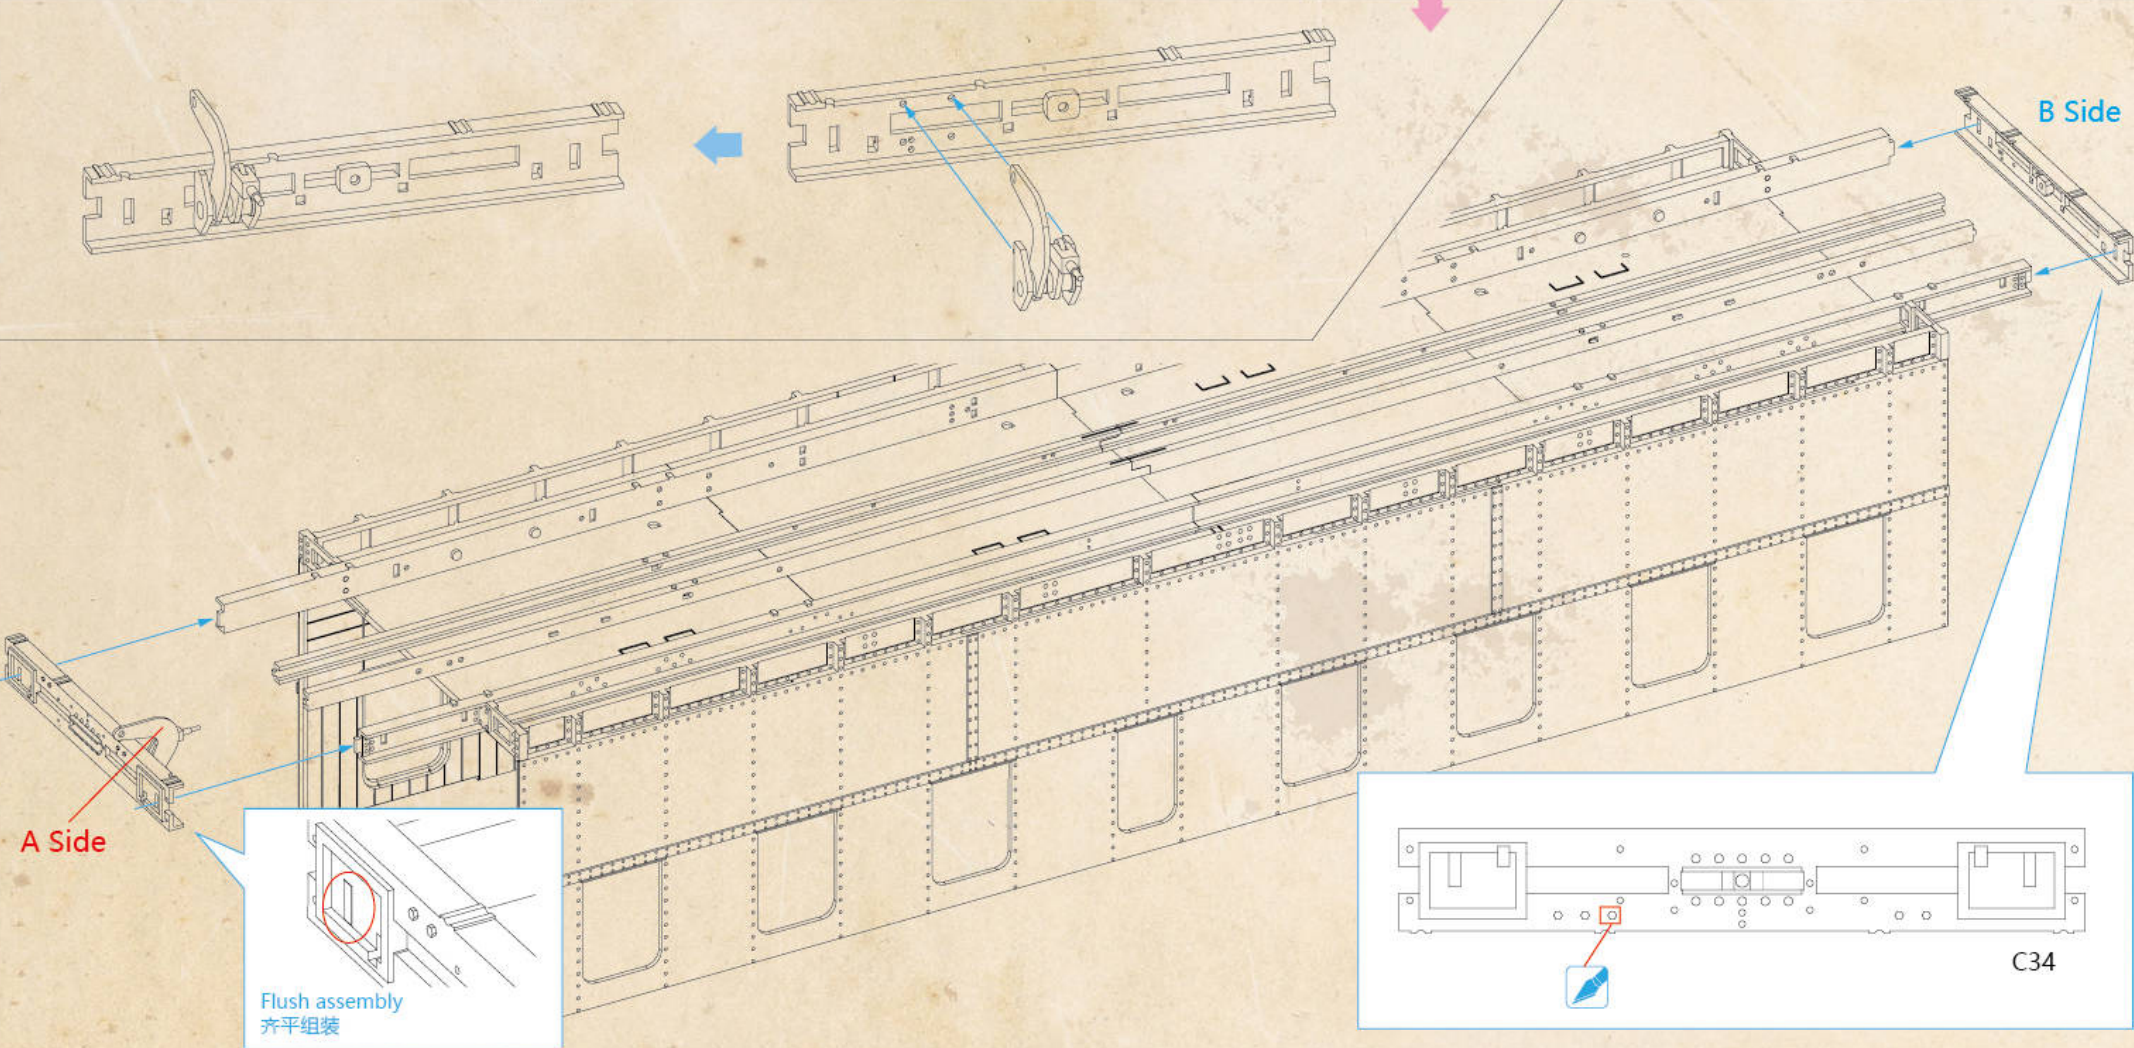 B Side
A Side
Flush assembly
齐平组装
C34